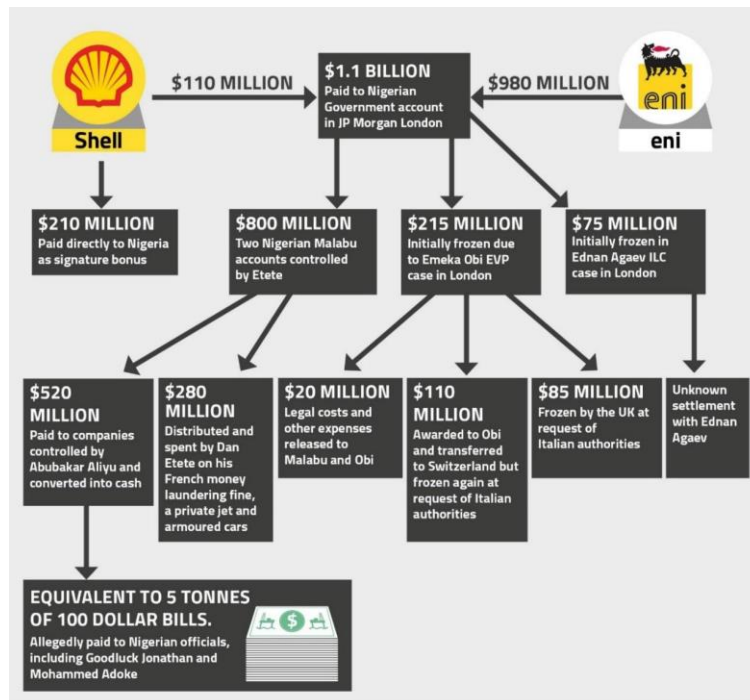 $110 MILLION
$1.1 BILLION
Paid to Nigerian
Government account
in JP Morgan London
$980 MILLION
Shell
eni
eni
$210 MILLION
Paid directly to Nigeria
as signature bonus
$800 MILLION
Two Nigerian Malabu
accounts controlled
by Etete
$215 MILLION
Initially frozen due
to Emeka Obi EVP
case in London
$75 MILLION
Initially frozen in
Ednan Agaev ILC
case in London
$520
MILLION
Paid to companies
controlled by
Abubakar Aliyu and
converted into cash
$280
MILLION
Distributed and
spent by Dan
Etete on his
French money
laundering fine,
a private jet and
armoured cars
$20 MILLION
Legal costs and
other expenses
released to
Malabu and Obi
$110
MILLION
Awarded to Obi
and transferred
to Switzerland but
frozen again at
request of Italian
authorities
$85 MILLION
Frozen by the UK at
request of
Italian authorities
Unknown
settlement
with Ednan
Agaev
EQUIVALENT TO 5 TONNES
OF 100 DOLLAR BILLS.
Allegedly paid to Nigerian officials,
including Goodluck Jonathan and
Mohammed Adoke
$